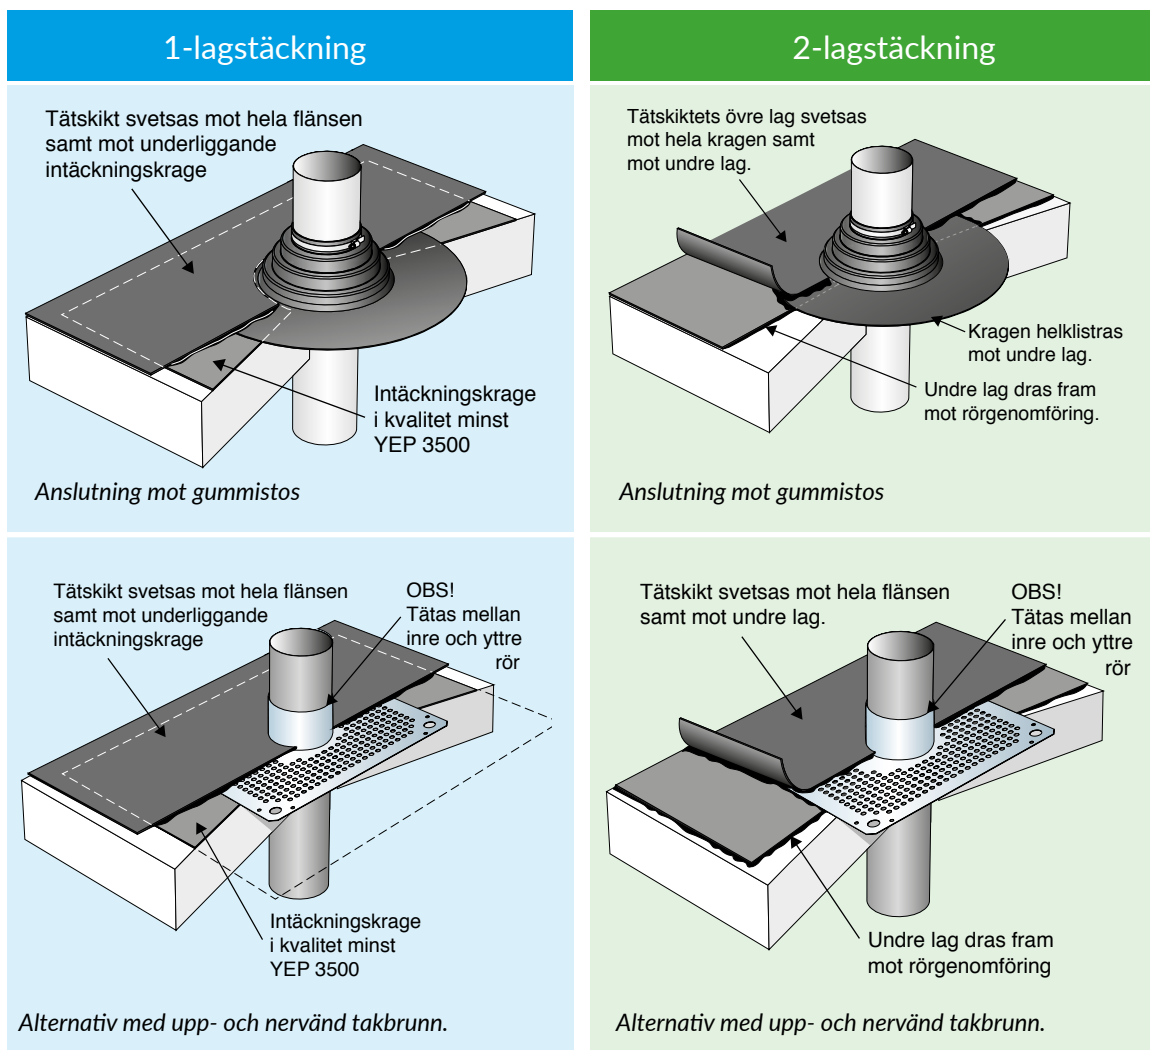 1-lagstäckning
2-lagstäckning
Tätskikt svetsas mot hela flänsen
samt mot underliggande
intäckningskrage
Intäckningskrage
i kvalitet minst
YEP 3500
Anslutning mot gummistos
Tätskiktets övre lag svetsas
mot hela kragen samt
mot undre lag.
Kragen helklistras
mot undre lag.
Undre lag dras fram
mot rörgenomföring.
Anslutning mot gummistos
Tätskikt svetsas mot hela flänsen
samt mot underliggande
intäckningskrage
OBS!
Tätas mellan
inre och yttre
rör
Intäckningskrage
i kvalitet minst
YEP 3500
Alternativ med upp- och nervänd takbrunn.
Tätskikt svetsas mot hela flänsen
samt mot undre lag.
OBS!
Tätas mellan
inre och yttre
rör
Undre lag dras fram
mot rörgenomföring
Alternativ med upp- och nervänd takbrunn.